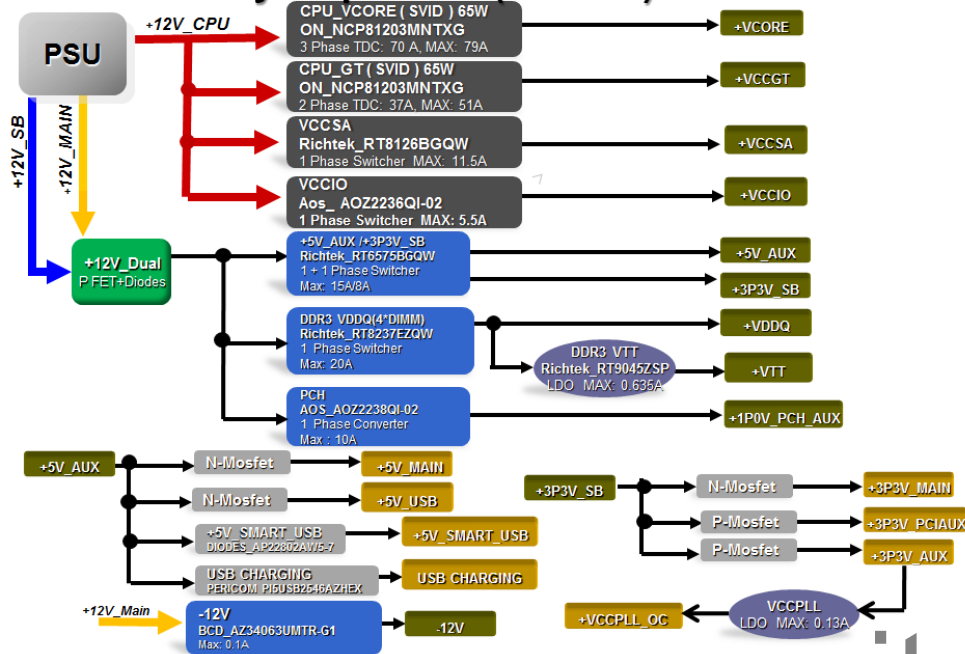 +12V_CPU
PSU
+12V_SB
+12V_MAIN
CPU_VCORE ( SVID ) 65W
ON_NCP81203MNTXG
3 Phase TDC: 70 A, MAX: 79A
+VCORE
CPU_GT ( SVID ) 65W
ON_NCP81203MNTXG
2 Phase TDC: 37A, MAX: 51A
+VCCGT
VCCSA
Richtek_RT8126BGQW
1 Phase Switcher MAX: 11.5A
+VCCSA
VCCIO
Aos_ AOZ2236QI-02
1 Phase Switcher MAX: 5.5A
+VCCIO
+12V_Dual
P FET+Diodes
+5V_AUX /+3P3V_SB
Richtek_RT6575BGQW
1 + 1 Phase Switcher
Max: 15A/8A
+5V_AUX
+3P3V_SB
DDR3 VDDQ(4*DIMM)
Richtek_RT8237EZQW
1 Phase Switcher
Max: 20A
+VDDQ
DDR3 VTT
Richtek_RT9045ZSP
LDO MAX: 0.635A
+VTT
PCH
AOS_AOZ2238QI-02
1 Phase Converter
Max : 10A
+1P0V_PCH_AUX
+5V_AUX
N-Mosfet
+5V_MAIN
N-Mosfet
+5V_USB
+5V_SMART_USB
DIODES_AP22802AW5-7
+5V_SMART_USB
USB CHARGING
PERICOM_PI5USB2546AZHEX
USB CHARGING
+12V_Main
-12V
BCD_AZ34063UMTR-G1
Max: 0.1A
-12V
+3P3V_SB
N-Mosfet
+3P3V_MAIN
P-Mosfet
+3P3V_PCIAUX
P-Mosfet
+3P3V_AUX
VCCPLL
LDO MAX: 0.13A
+VCCPLL_OC